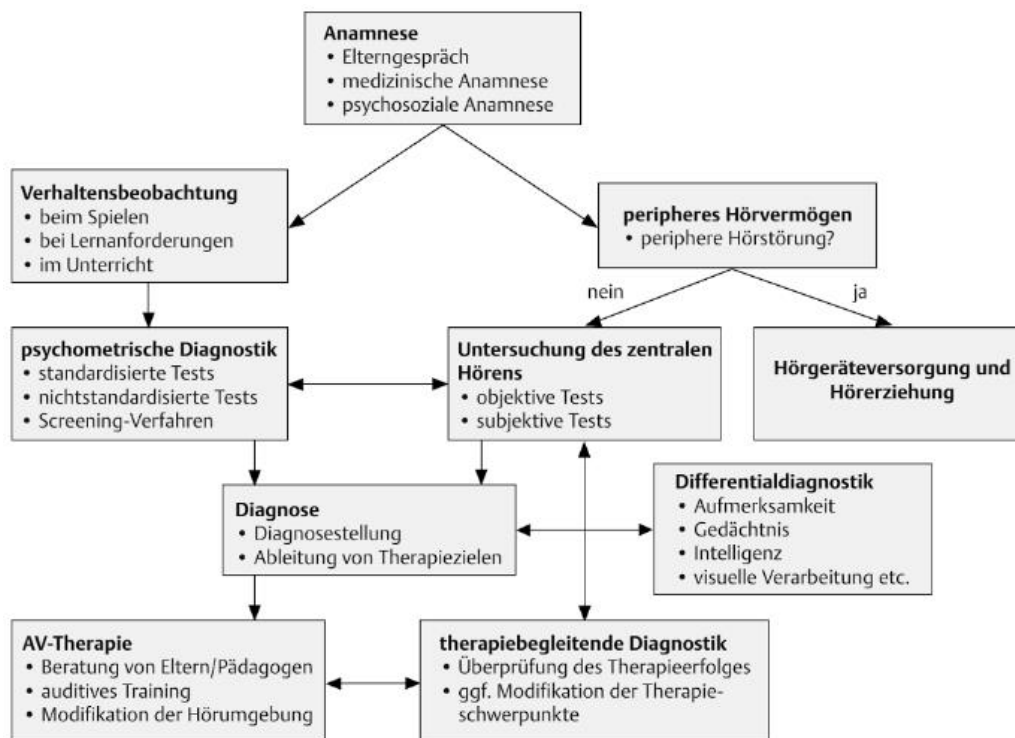 Anamnese
• Elterngespräch
• medizinische Anamnese
• psychosoziale Anamnese
Verhaltensbeobachtung
• beim Spielen
• bei Lernanforderungen
• im Unterricht
peripheres Hörvermögen
• periphere Hörstörung?
nein
ja
psychometrische Diagnostik
• standardisierte Tests
• nichtstandardisierte Tests
• Screening-Verfahren
Untersuchung des zentralen
Hörens
• objektive Tests
• subjektive Tests
Hörgeräteversorgung und
Hörerziehung
Diagnose
• Diagnosestellung
• Ableitung von Therapiezielen
Differentialdiagnostik
• Aufmerksamkeit
• Gedächtnis
• Intelligenz
• visuelle Verarbeitung etc.
AV-Therapie
• Beratung von Eltern/Pädagogen
• auditives Training
• Modifikation der Hörumgebung
therapiebegleitende Diagnostik
• Überprüfung des Therapieerfolges
• ggf. Modifikation der Therapie-
schwerpunkte